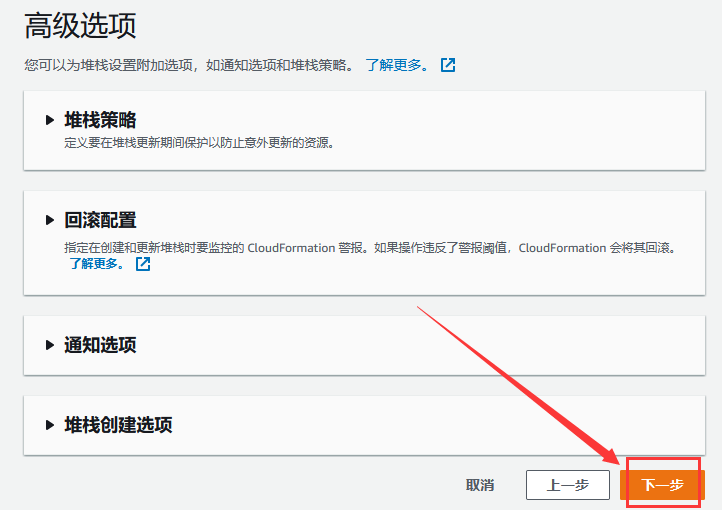 高级选项
您可以为堆栈设置附加选项，如通知选项和堆栈策略。 了解更多。
堆栈策略
定义要在堆栈更新期间保护以防止意外更新的资源。
回滚配置
指定在创建和更新堆栈时要监控的 CloudFormation 警报。如果操作违反了警报阈值，CloudFormation 会将其回滚。
了解更多。
通知选项
堆栈创建选项
取消 上一步 下一步